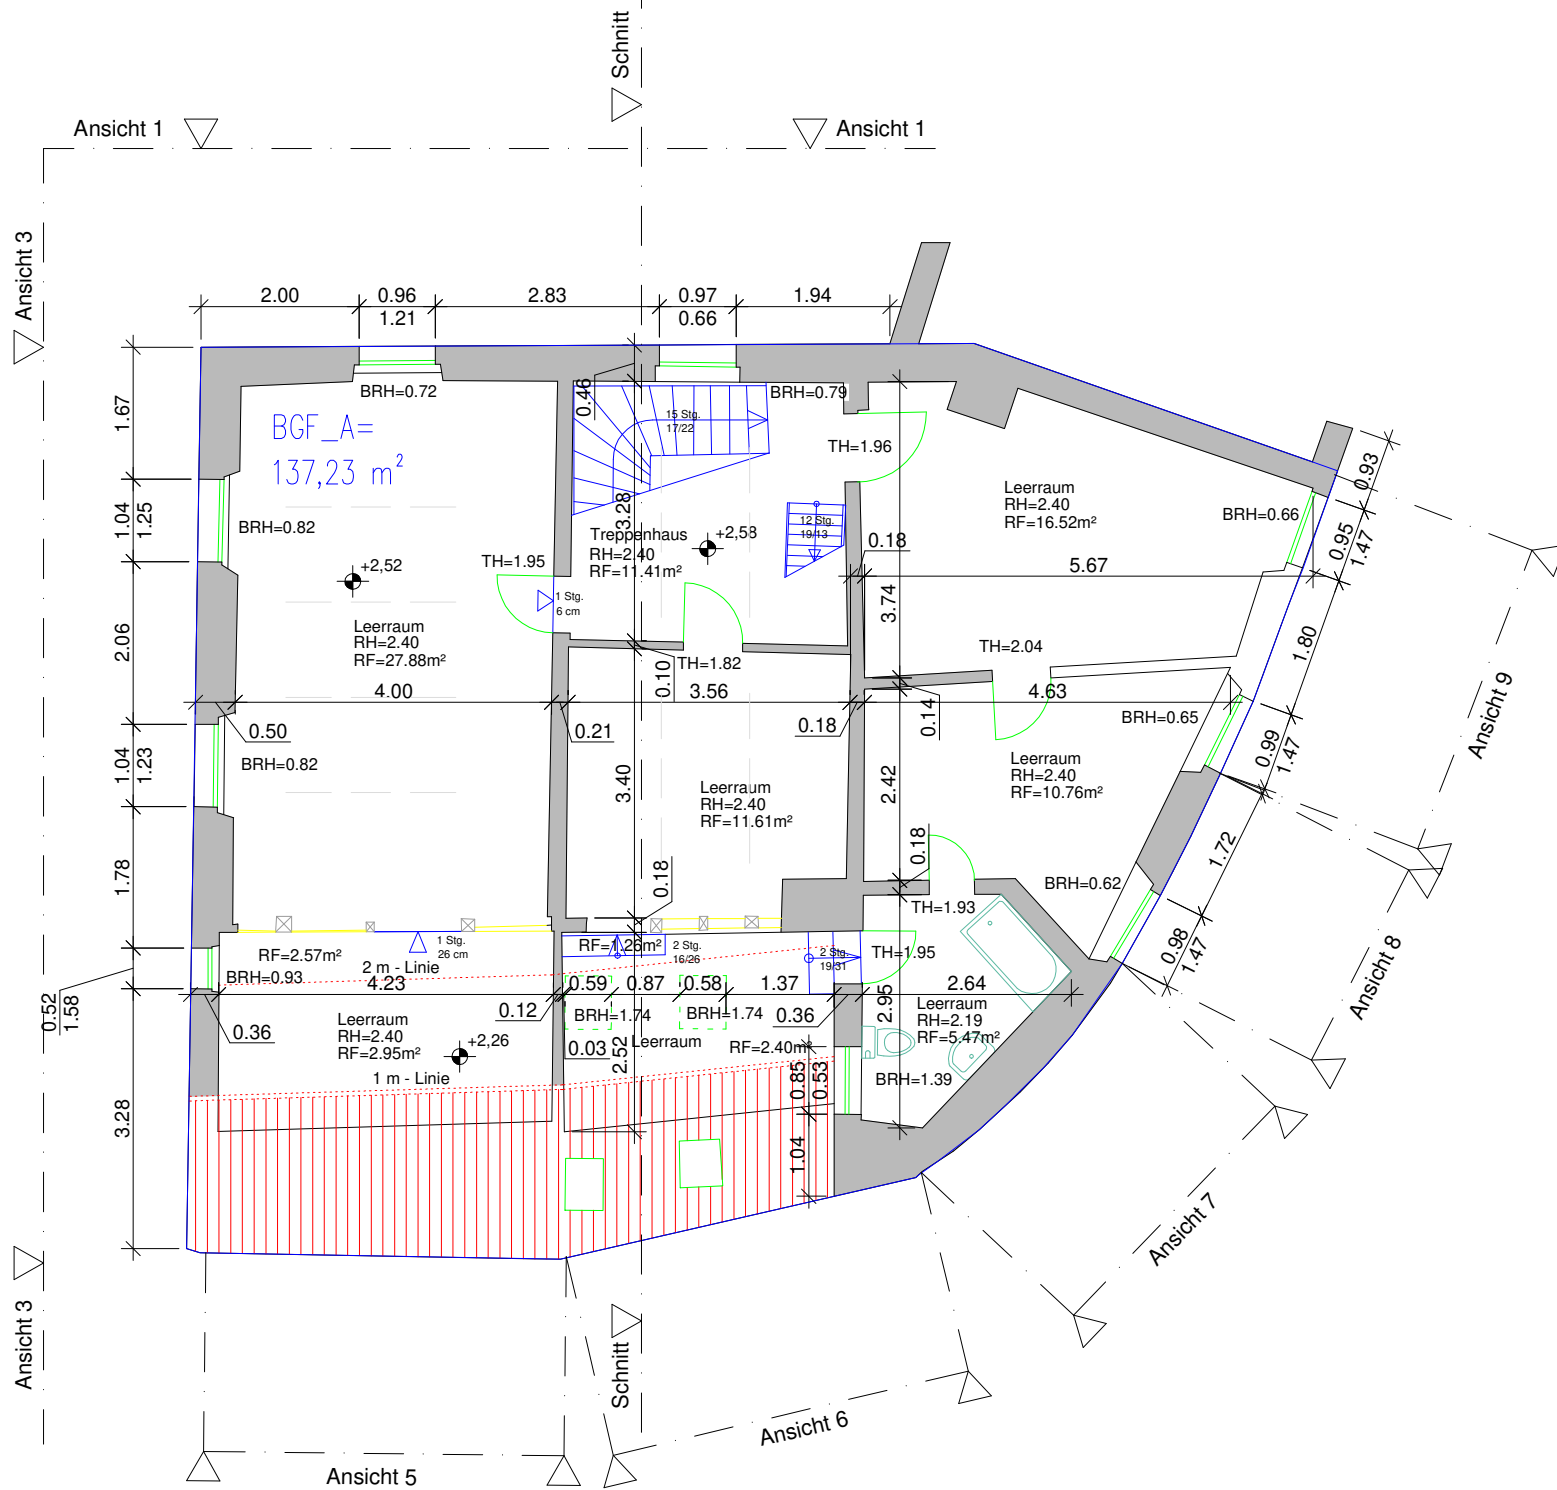 Schnitt
Ansicht 1
Ansicht 1
Ansicht 3
2.00
0.96
1.21
2.83
0.97
0.66
1.94
BRH=0.72
0.46
BRH=0.79
15 Stg.
17/22
BGF_A=
137,23 m²
1.67
TH=1.96
0.93
Leerraum
RH=2.40
RF=16.52m²
BRH=0.66
0.95
1.47
1.04
1.25
BRH=0.82
3.28
Treppenhaus
RH=2.40
RF=11.41m²
+2,58
12 Stg.
19/13
0.18
5.67
TH=1.95
+2,52
1 Stg.
6 cm
3.74
2.06
Leerraum
RH=2.40
RF=27.88m²
TH=1.82
TH=2.04
1.80
4.00
0.10
3.56
4.63
0.50
0.21
0.18
0.14
BRH=0.65
Ansicht 9
1.04
1.23
BRH=0.82
3.40
Leerraum
RH=2.40
RF=11.61m²
2.42
Leerraum
RH=2.40
RF=10.76m²
0.99
1.47
1.78
0.18
0.18
BRH=0.62
1.72
TH=1.93
RF=2.57m²
1 Stg.
26 cm
RF=1.26m²
2 Stg.
16/26
2 Stg.
19/31
TH=1.95
0.98
1.47
2 m - Linie
BRH=0.93
4.23
0.59
0.87
0.58
1.37
2.64
Ansicht 8
0.52
1.58
0.36
0.12
BRH=1.74
BRH=1.74
0.36
2.95
Leerraum
RH=2.19
RF=5.47m²
Leerraum
RH=2.40
RF=2.95m²
+2,26
0.03
2.52
Leerraum
RF=2.40m²
1 m - Linie
0.85
0.53
BRH=1.39
3.28
1.04
Ansicht 7
Ansicht 3
Schnitt
Ansicht 6
Ansicht 5